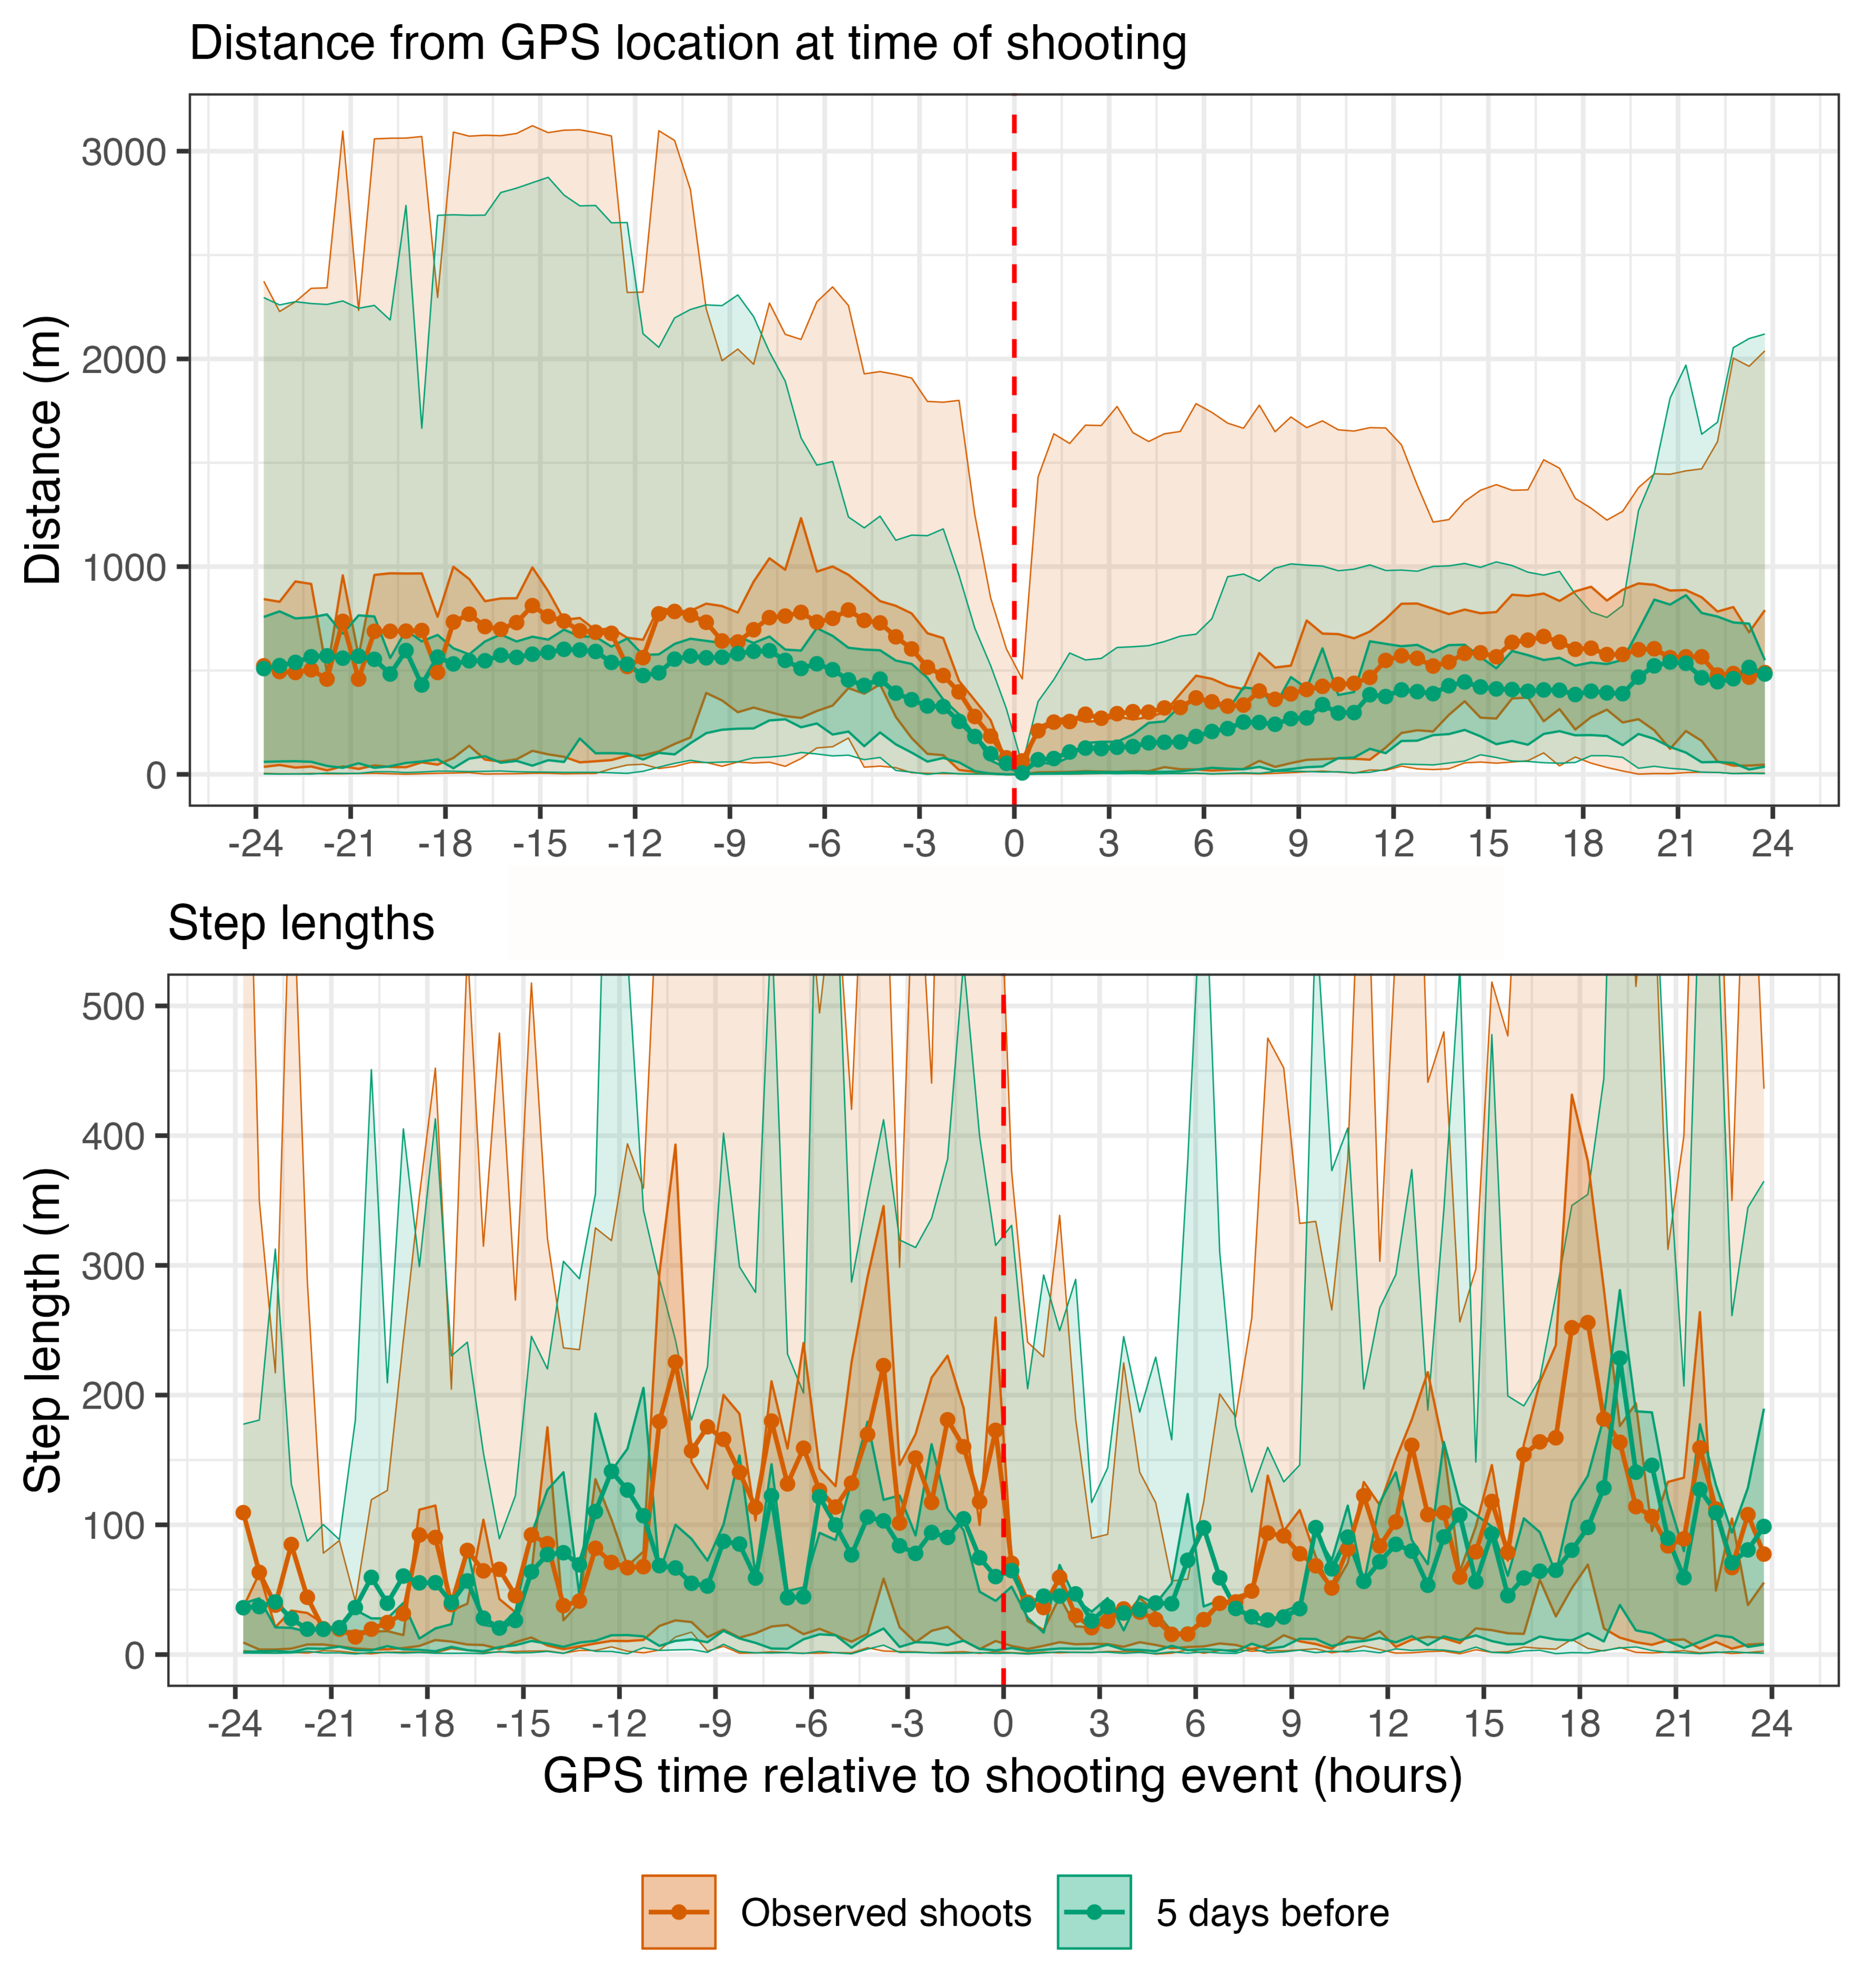 Distance from GPS location at time of shooting
Distance (m)
3000
2000
1000
0
-24 -21 -18 -15 -12 -9 -6 -3 0 3 6 9 12 15 18 21 24
Step lengths
Step length (m)
500
400
300
200
100
0
-24 -21 -18 -15 -12 -9 -6 -3 0 3 6 9 12 15 18 21 24
GPS time relative to shooting event (hours)
Observed shoots 5 days before